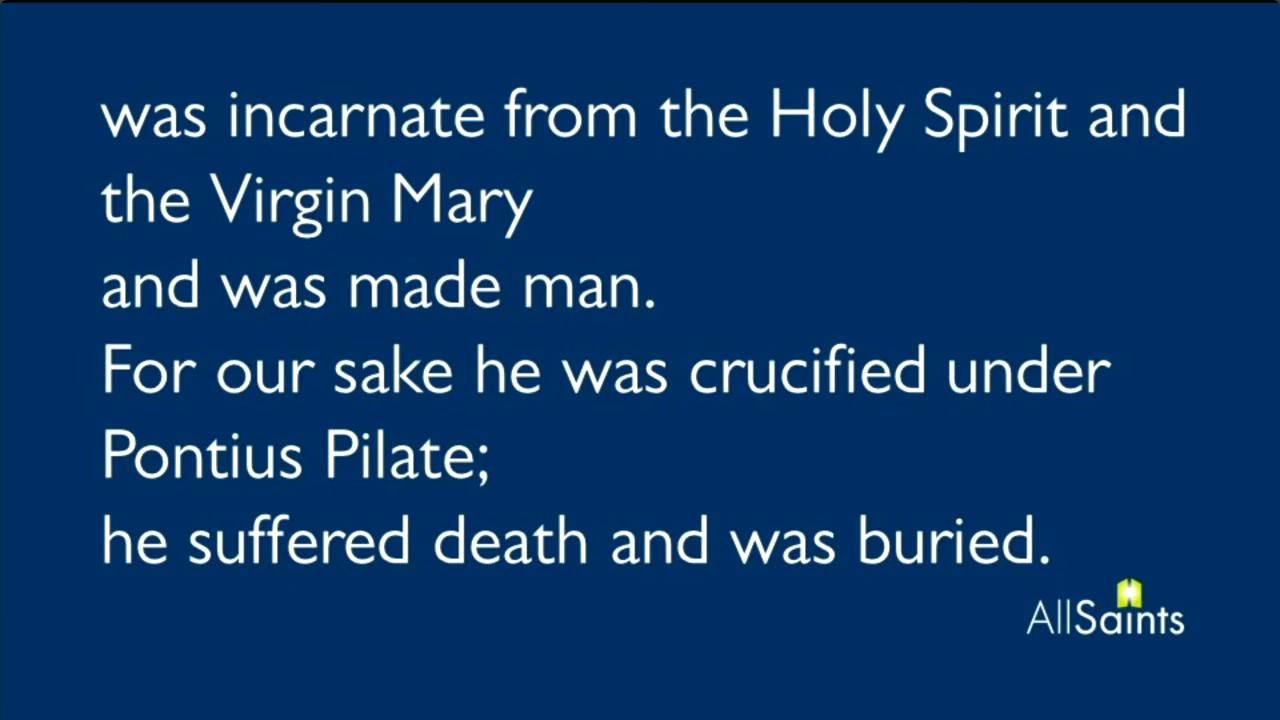 was incarnate from the Holy Spirit and
the Virgin Mary
and was made man.
For our sake he was crucified under
Pontius Pilate;
he suffered death and was buried.
AllSaints